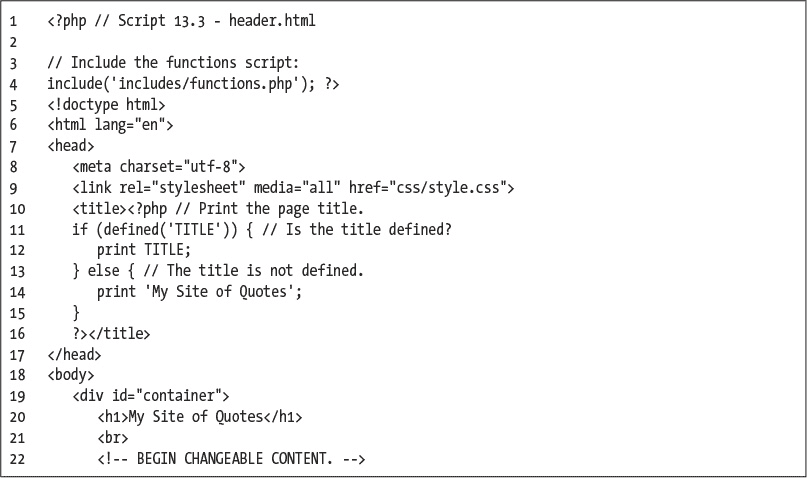 1 <?php // Script 13.3 - header.html
2
3 // Include the functions script:
4 include('includes/functions.php'); ?>
5 <!doctype html>
6 <html lang="en">
7 <head>
8 <meta charset="utf-8">
9 <link rel="stylesheet" media="all" href="css/style.css">
10 <title><?php // Print the page title.
11 if (defined('TITLE')) { // Is the title defined?
12 print TITLE;
13 } else { // The title is not defined.
14 print 'My Site of Quotes';
15 }
16 ?></title>
17 </head>
18 <body>
19 <div id="container">
20 <h1>My Site of Quotes</h1>
21 <br>
22 <!-- BEGIN CHANGEABLE CONTENT. -->